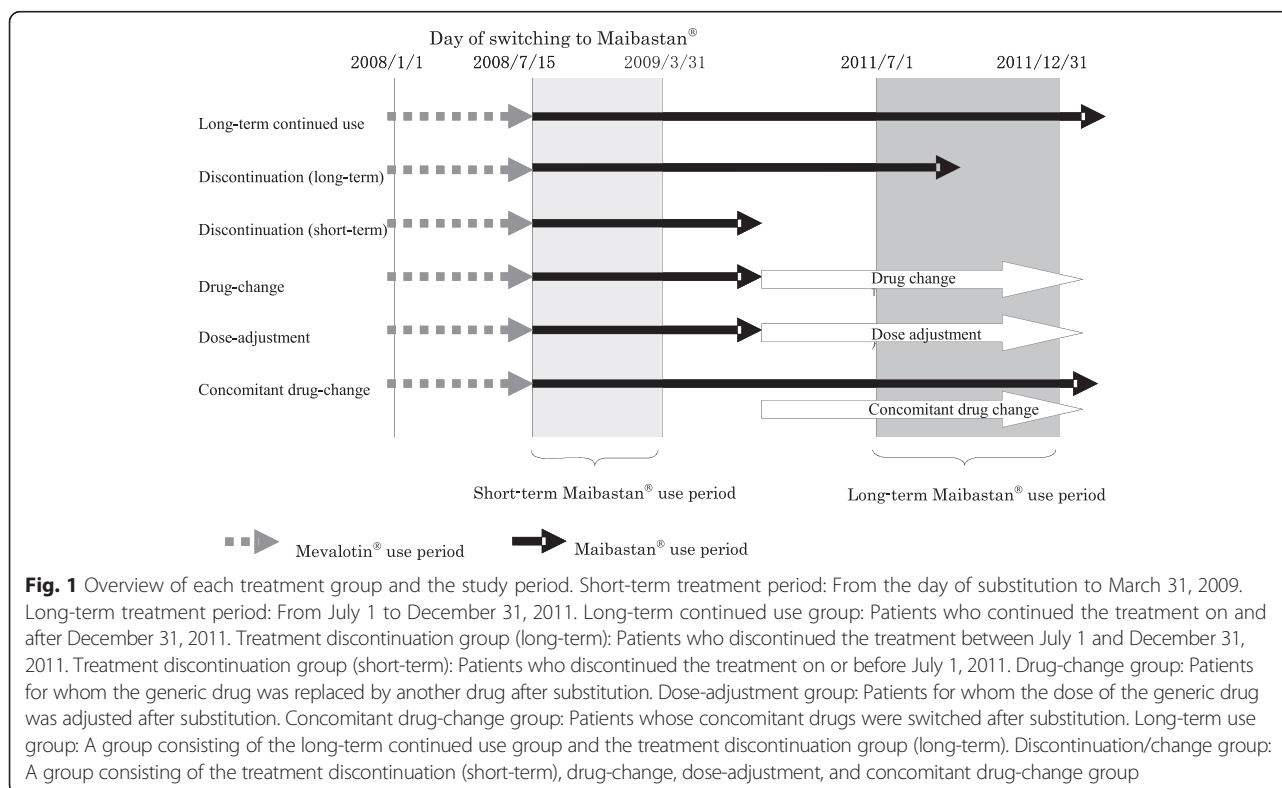 Day of switching to Maibastan®
2008/1/1 2008/7/15 2009/3/31 2011/7/1 2011/12/31
Long-term continued use
Discontinuation (long-term)
Discontinuation (short-term)
Drug-change
Drug change
Dose-adjustment
Dose adjustment
Concomitant drug-change
Concomitant drug change
Short-term Maibastan® use period
Long-term Maibastan® use period
Mevalotin® use period
Maibastan® use period
Fig. 1 Overview of each treatment group and the study period. Short-term treatment period: From the day of substitution to March 31, 2009.
Long-term treatment period: From July 1 to December 31, 2011. Long-term continued use group: Patients who continued the treatment on and
after December 31, 2011. Treatment discontinuation group (long-term): Patients who discontinued the treatment between July 1 and December 31,
2011. Treatment discontinuation group (short-term): Patients who discontinued the treatment on or before July 1, 2011. Drug-change group: Patients
for whom the generic drug was replaced by another drug after substitution. Dose-adjustment group: Patients for whom the dose of the generic drug
was adjusted after substitution. Concomitant drug-change group: Patients whose concomitant drugs were switched after substitution. Long-term use
group: A group consisting of the long-term continued use group and the treatment discontinuation group (long-term). Discontinuation/change group:
A group consisting of the treatment discontinuation (short-term), drug-change, dose-adjustment, and concomitant drug-change group